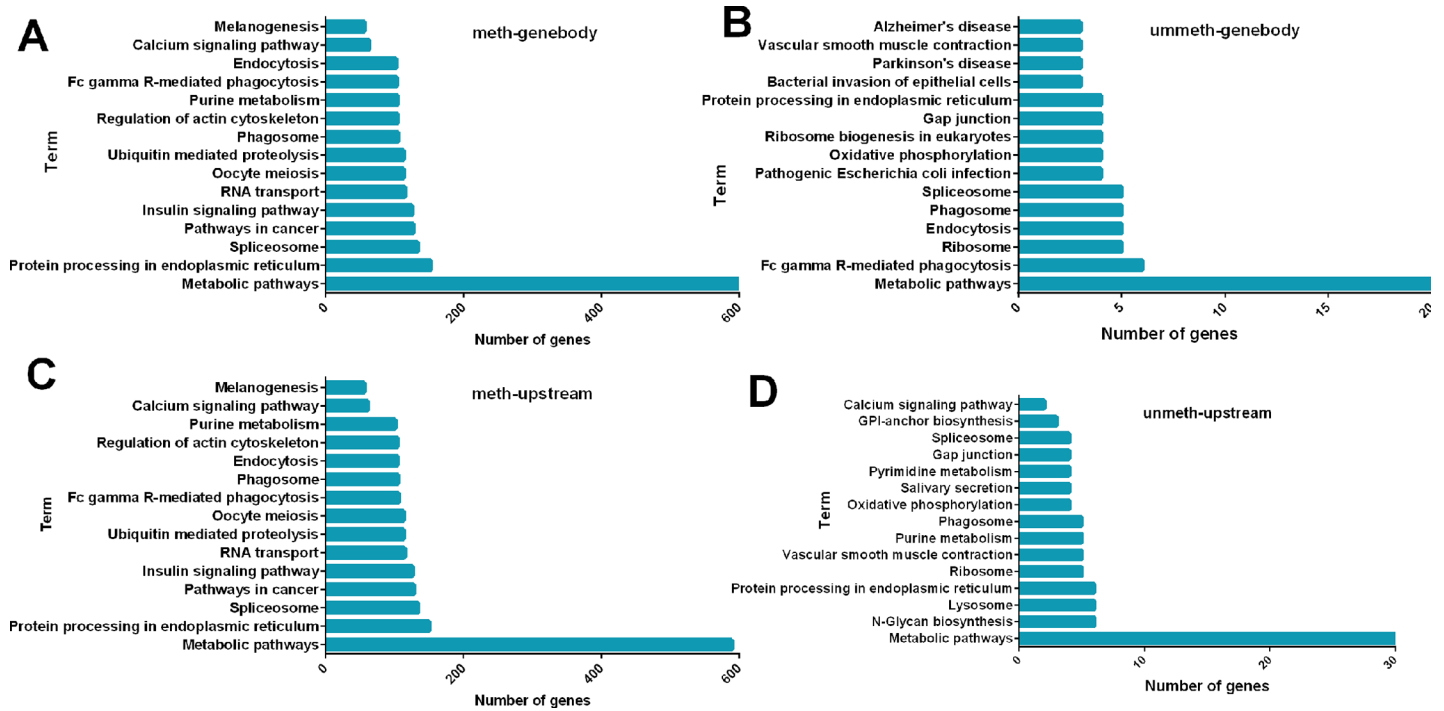 A
meth-genebody
Term
Melanogenesis
Calcium signaling pathway
Endocytosis
Fc gamma R-mediated phagocytosis
Purine metabolism
Regulation of actin cytoskeleton
Phagosome
Ubiquitin mediated proteolysis
Oocyte meiosis
RNA transport
Insulin signaling pathway
Pathways in cancer
Spliceosome
Protein processing in endoplasmic reticulum
Metabolic pathways
0 200 400 600
Number of genes
B
ummeth-genebody
Term
Alzheimer's disease
Vascular smooth muscle contraction
Parkinson's disease
Bacterial invasion of epithelial cells
Protein processing in endoplasmic reticulum
Gap junction
Ribosome biogenesis in eukaryotes
Oxidative phosphorylation
Pathogenic Escherichia coli infection
Spliceosome
Phagosome
Endocytosis
Ribosome
Fc gamma R-mediated phagocytosis
Metabolic pathways
0 5 10 15 20
Number of genes
C
meth-upstream
Term
Melanogenesis
Calcium signaling pathway
Purine metabolism
Regulation of actin cytoskeleton
Endocytosis
Phagosome
Fc gamma R-mediated phagocytosis
Oocyte meiosis
Ubiquitin mediated proteolysis
RNA transport
Insulin signaling pathway
Pathways in cancer
Spliceosome
Protein processing in endoplasmic reticulum
Metabolic pathways
0 200 400 600
Number of genes
D
unmeth-upstream
Term
Calcium signaling pathway
GPI-anchor biosynthesis
Spliceosome
Gap junction
Pyrimidine metabolism
Salivary secretion
Oxidative phosphorylation
Phagosome
Purine metabolism
Vascular smooth muscle contraction
Ribosome
Protein processing in endoplasmic reticulum
Lysosome
N-Glycan biosynthesis
Metabolic pathways
0 10 20 30
Number of genes